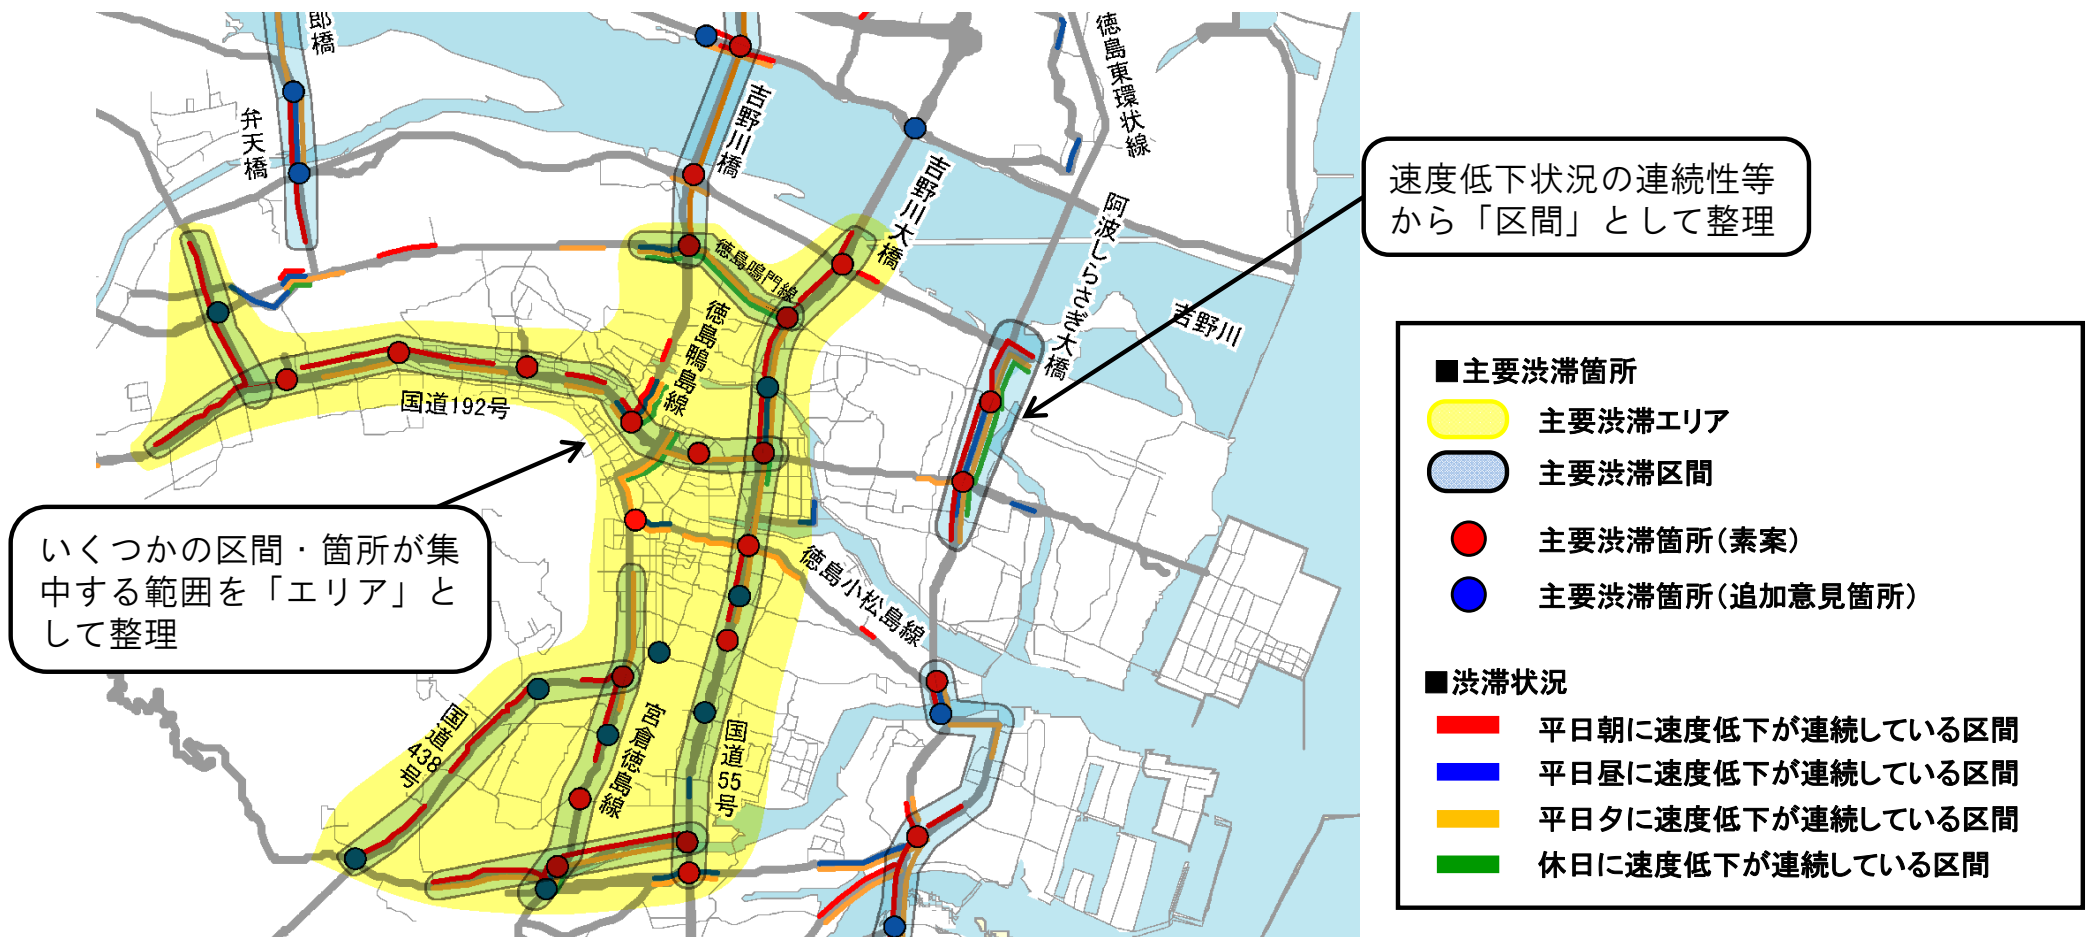 郎橋
弁天橋
吉野川橋
吉野川大橋
徳島東環状線
阿波しらさぎ大橋
吉野川
徳島鳴門線
徳島鴨島線
国道192号
徳島小松島線
国道438号
宮倉徳島線
国道55号
速度低下状況の連続性等
から「区間」として整理
いくつかの区間・箇所が集
中する範囲を「エリア」と
して整理
■主要渋滞箇所
主要渋滞エリア
主要渋滞区間
主要渋滞箇所(素案)
主要渋滞箇所(追加意見箇所)
■渋滞状況
平日朝に速度低下が連続している区間
平日昼に速度低下が連続している区間
平日夕に速度低下が連続している区間
休日に速度低下が連続している区間